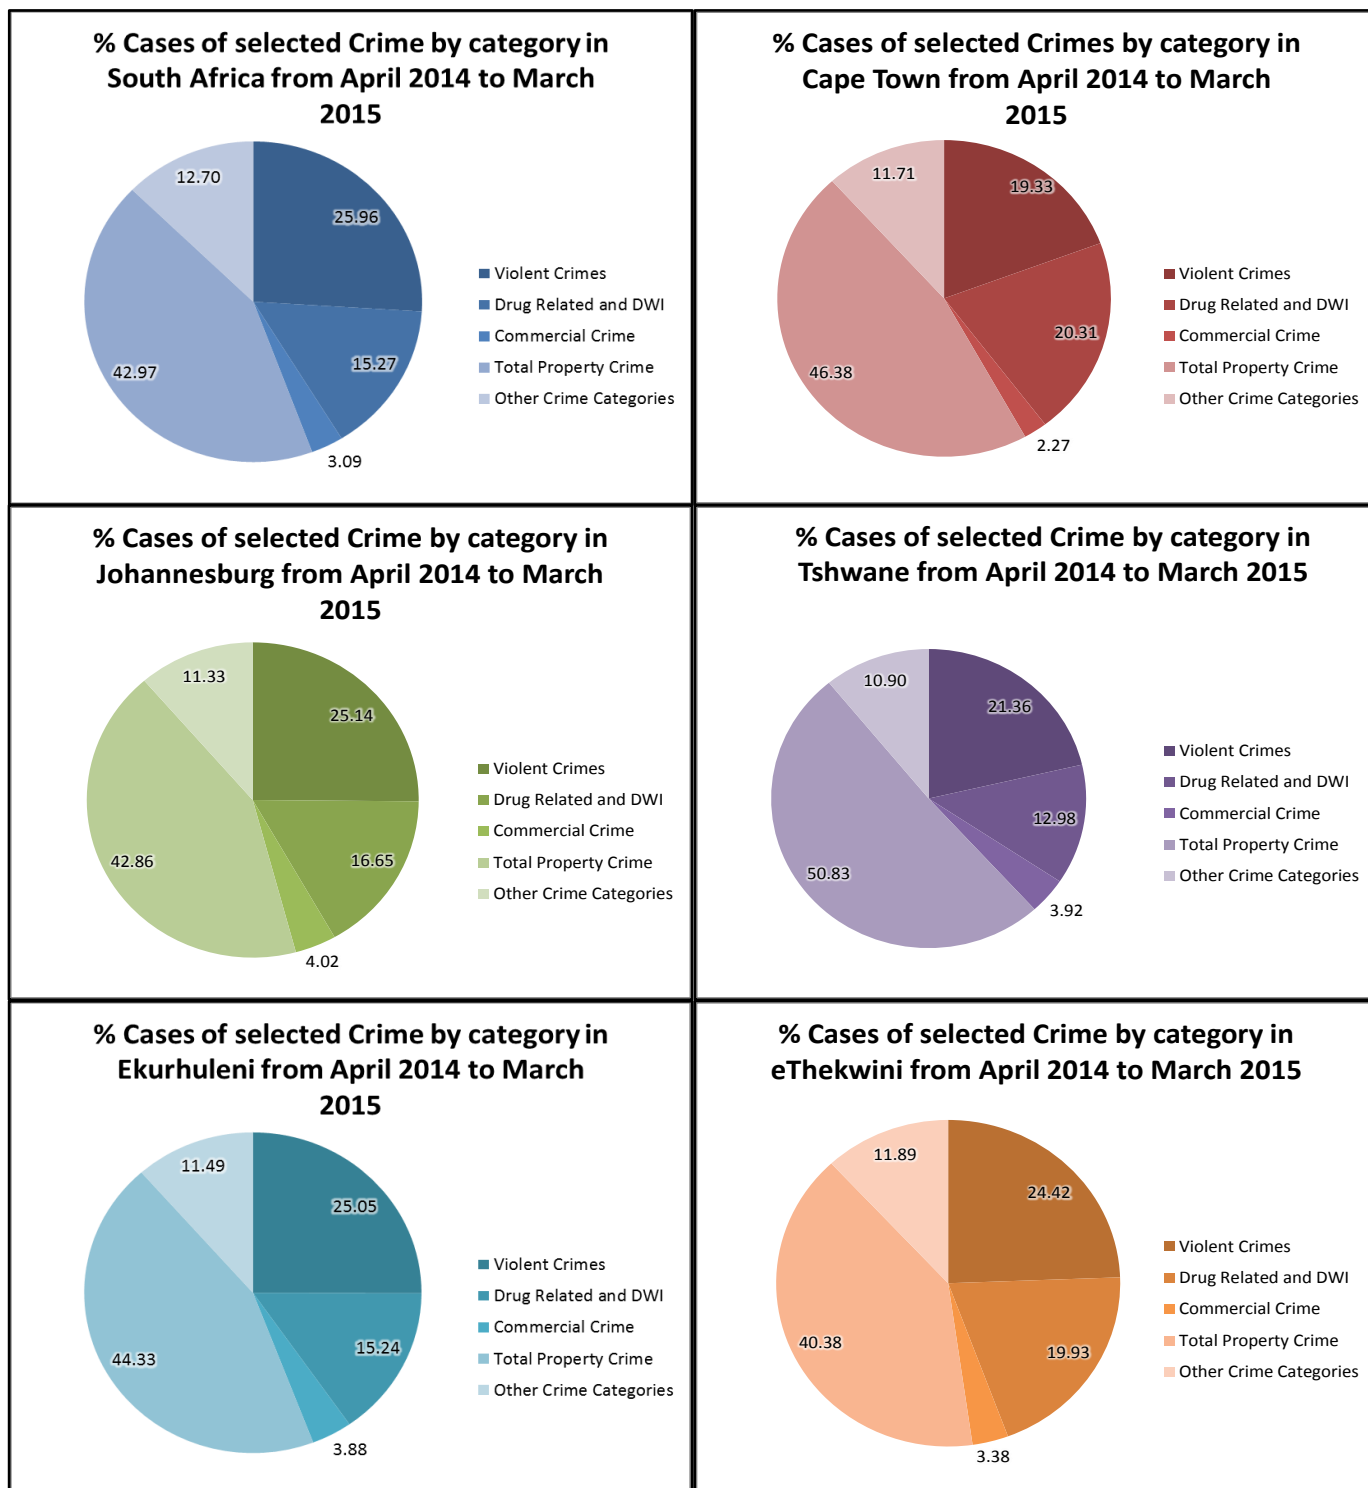 % Cases of selected Crime by category in
South Africa from April 2014 to March
2015
12.70
25.96
15.27
3.09
42.97
Violent Crimes
Drug Related and DWI
Commercial Crime
Total Property Crime
Other Crime Categories
% Cases of selected Crimes by category in
Cape Town from April 2014 to March
2015
11.71
19.33
20.31
2.27
46.38
Violent Crimes
Drug Related and DWI
Commercial Crime
Total Property Crime
Other Crime Categories
% Cases of selected Crime by category in
Johannesburg from April 2014 to March
2015
11.33
25.14
16.65
4.02
42.86
Violent Crimes
Drug Related and DWI
Commercial Crime
Total Property Crime
Other Crime Categories
% Cases of selected Crime by category in
Tshwane from April 2014 to March 2015
10.90
21.36
12.98
3.92
50.83
Violent Crimes
Drug Related and DWI
Commercial Crime
Total Property Crime
Other Crime Categories
% Cases of selected Crime by category in
Ekurhuleni from April 2014 to March
2015
11.49
25.05
15.24
3.88
44.33
Violent Crimes
Drug Related and DWI
Commercial Crime
Total Property Crime
Other Crime Categories
% Cases of selected Crime by category in
eThekwini from April 2014 to March 2015
11.89
24.42
19.93
3.38
40.38
Violent Crimes
Drug Related and DWI
Commercial Crime
Total Property Crime
Other Crime Categories